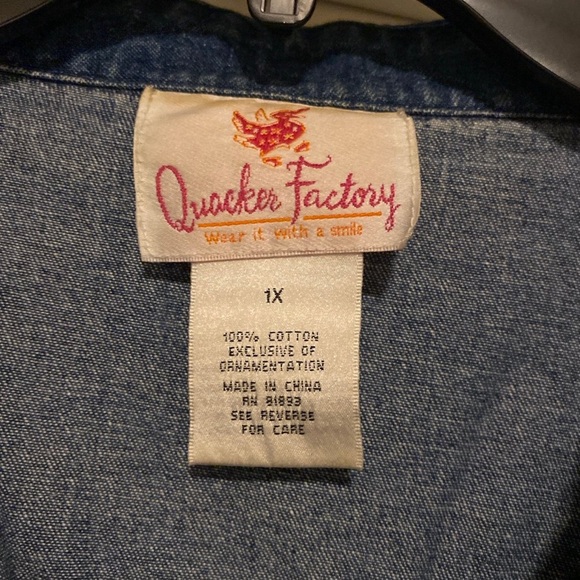 Quacker Factory
Wear it with a smile
1X
100% COTTON
EXCLUSIVE OF
ORNAMENTATION
MADE IN CHINA
RN 81893
SEE REVERSE
FOR CARE